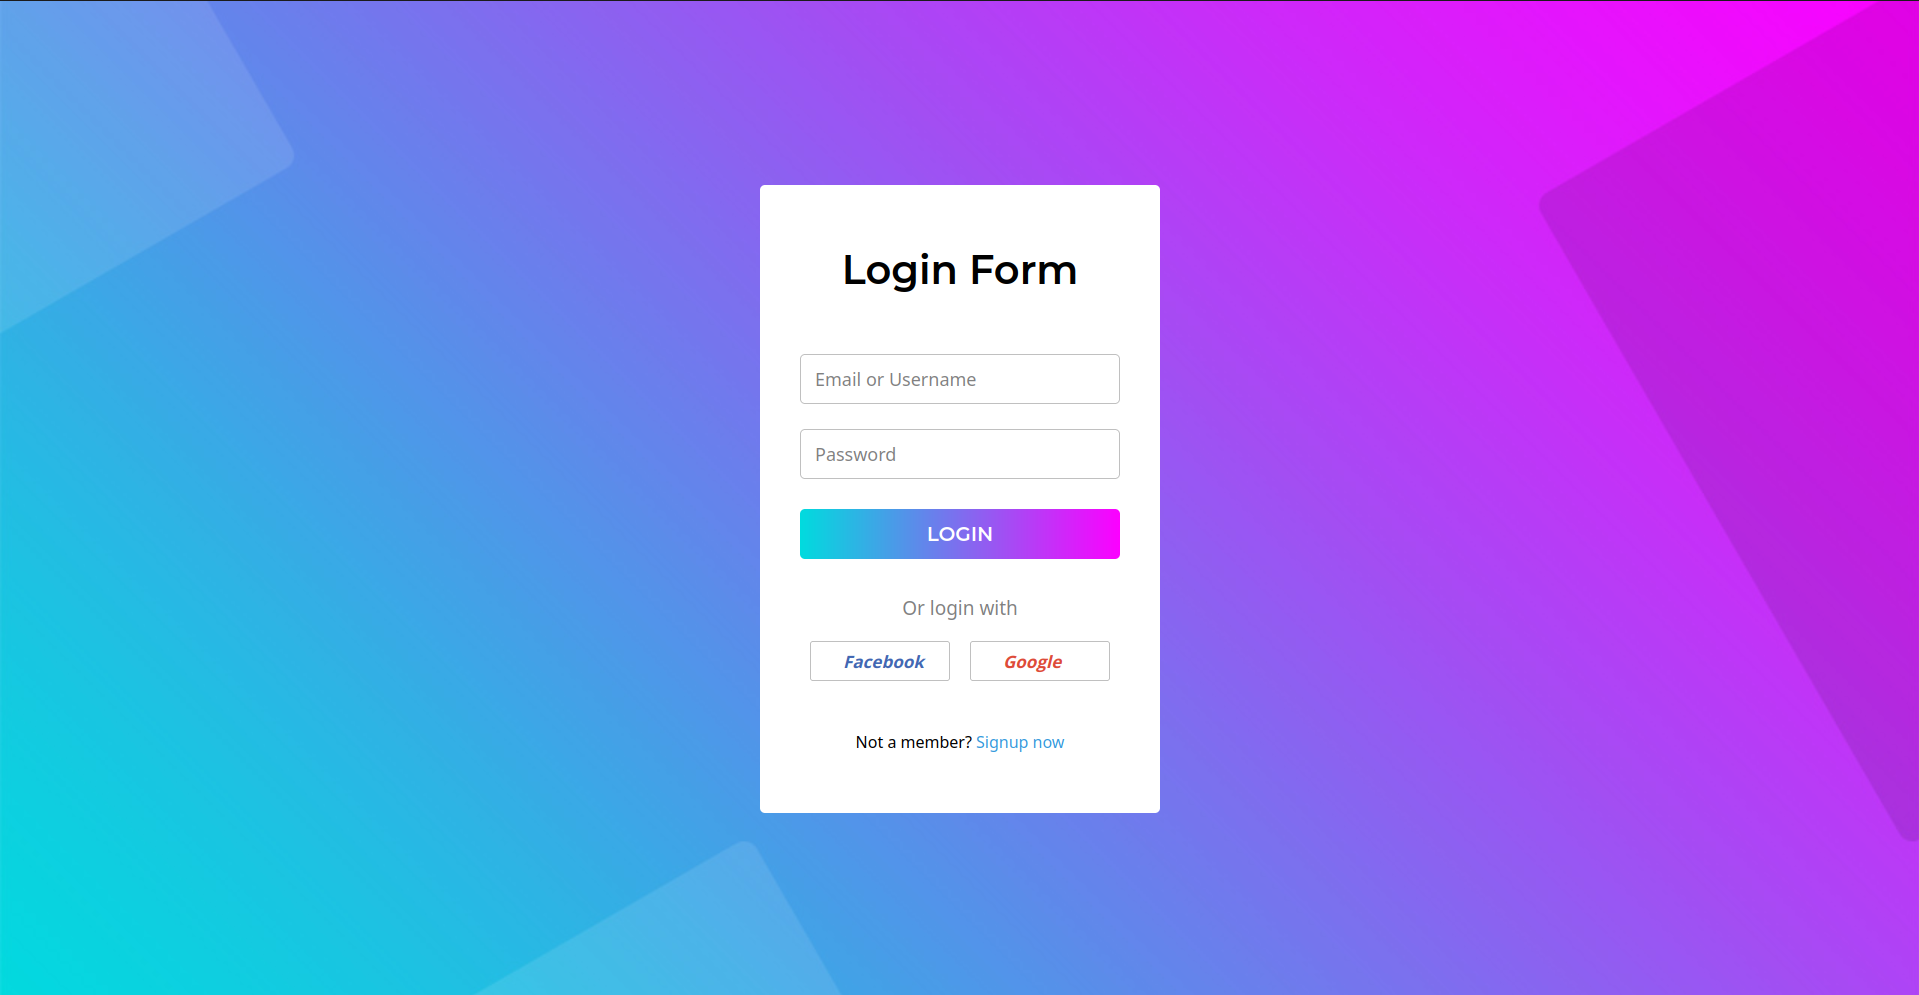 Login Form
Email or Username
Password
LOGIN
Or login with
Facebook Google
Not a member? Signup now